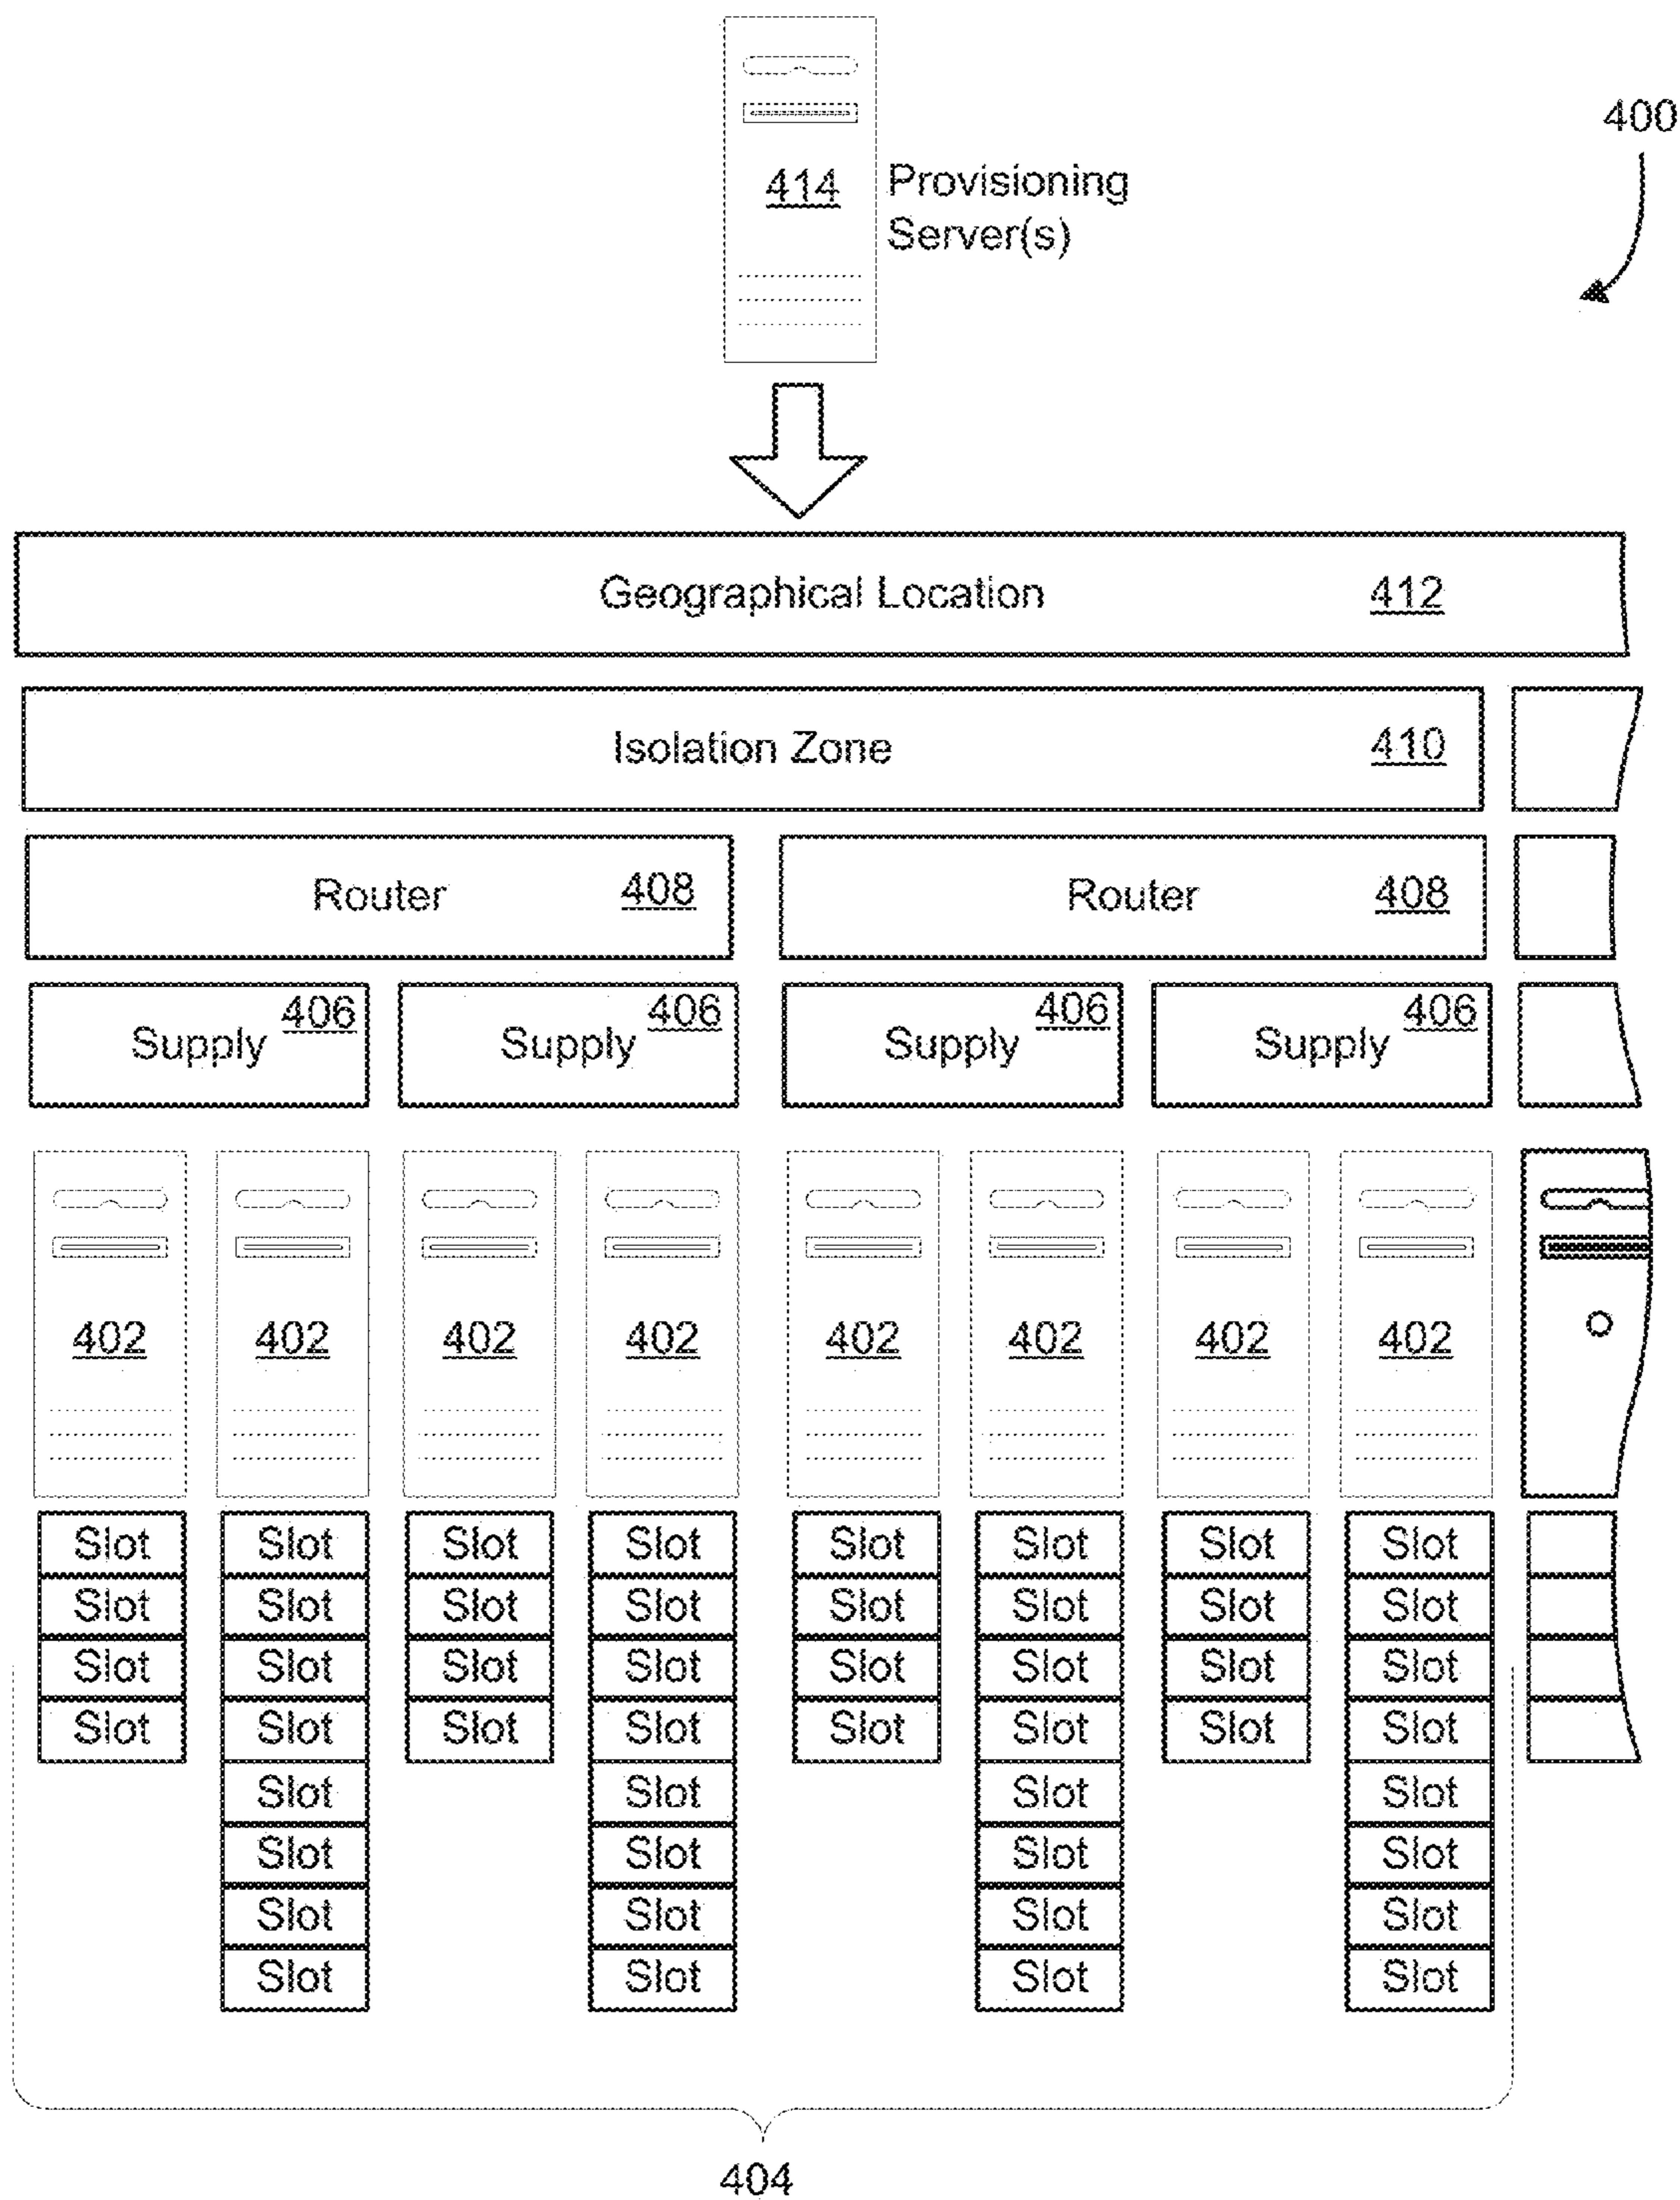 400
414
Provisioning
Server(s)
Geographical Location 412
Isolation Zone 410
Router 408 Router 408
Supply 406 Supply 406 Supply 406 Supply 406
402 402 402 402 402 402 402 402
Slot Slot Slot Slot Slot Slot Slot Slot
Slot Slot Slot Slot Slot Slot Slot Slot
Slot Slot Slot Slot Slot Slot Slot Slot
Slot Slot Slot Slot Slot Slot Slot Slot
Slot Slot Slot Slot
Slot Slot Slot Slot
Slot Slot Slot Slot
Slot Slot Slot Slot
404